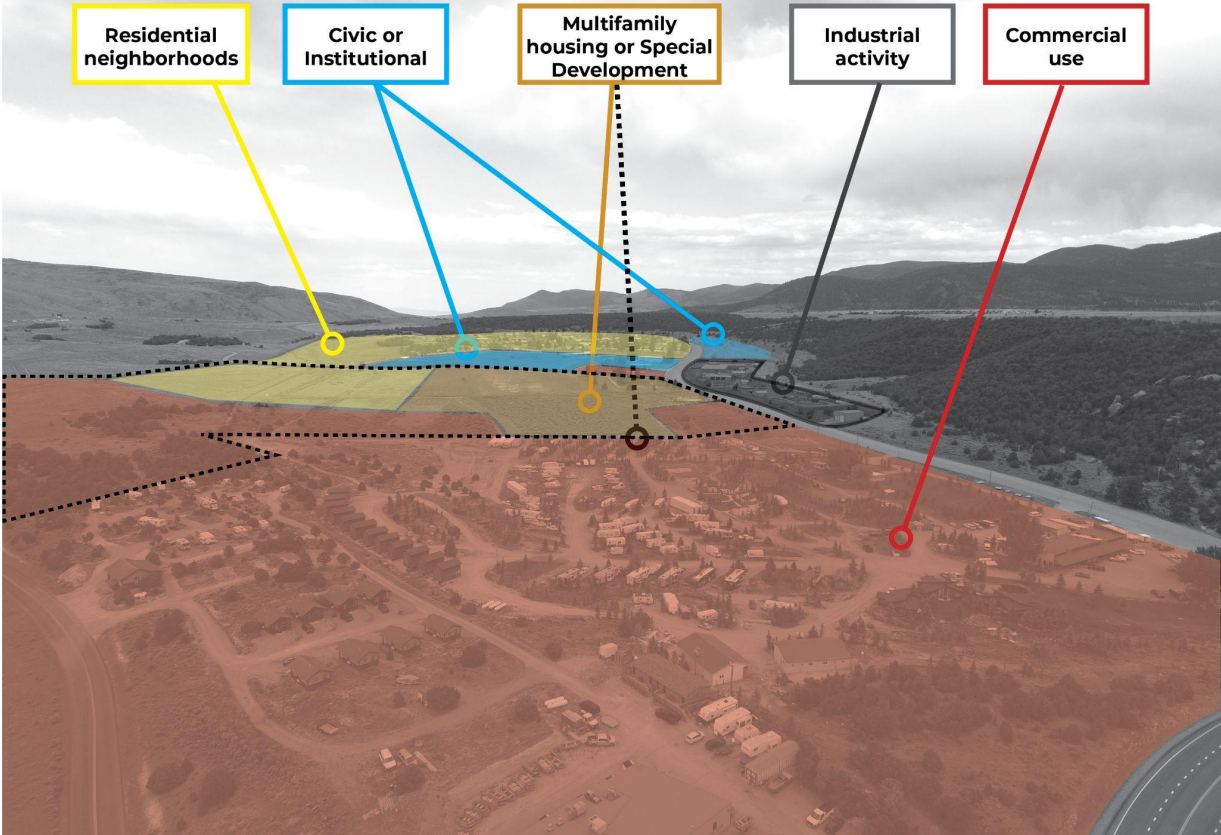 Residential
neighborhoods
Civic or
Institutional
Multifamily
housing or Special
Development
Industrial
activity
Commercial
use